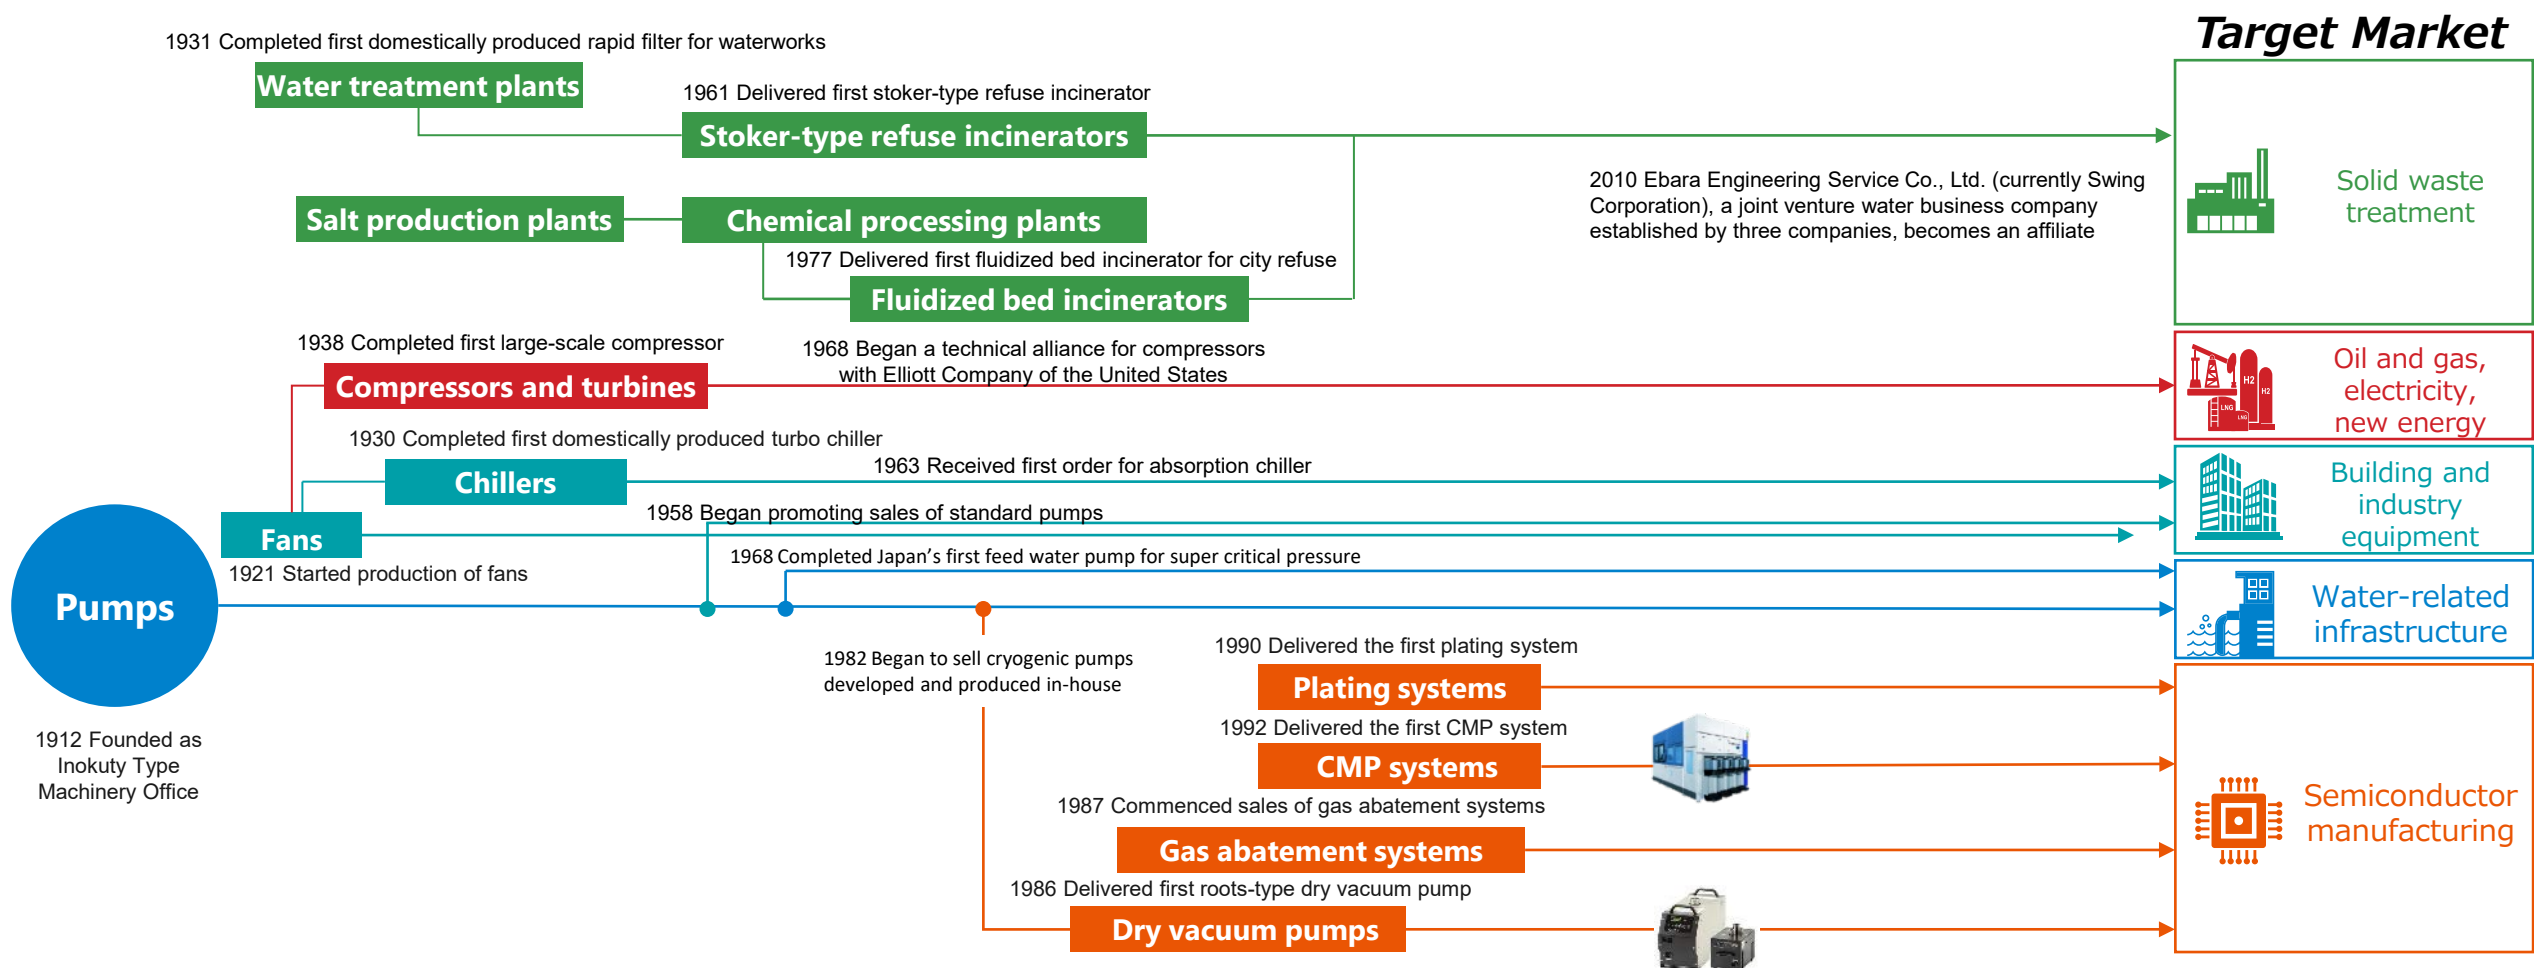 Target Market
1931 Completed first domestically produced rapid filter for waterworks
Water treatment plants
1961 Delivered first stoker-type refuse incinerator
Stoker-type refuse incinerators
2010 Ebara Engineering Service Co., Ltd. (currently Swing
Corporation), a joint venture water business company
established by three companies, becomes an affiliate
Solid waste
treatment
Salt production plants
Chemical processing plants
1977 Delivered first fluidized bed incinerator for city refuse
Fluidized bed incinerators
1938 Completed first large-scale compressor
Compressors and turbines
1968 Began a technical alliance for compressors
with Elliott Company of the United States
H2
H2
LNG
LNG
Oil and gas,
electricity,
new energy
1930 Completed first domestically produced turbo chiller
Chillers
1963 Received first order for absorption chiller
Building and
industry
equipment
Fans
1921 Started production of fans
1958 Began promoting sales of standard pumps
1968 Completed Japan’s first feed water pump for super critical pressure
Pumps
1912 Founded as
Inokuty Type
Machinery Office
Water-related
infrastructure
1982 Began to sell cryogenic pumps
developed and produced in-house
1990 Delivered the first plating system
Plating systems
1992 Delivered the first CMP system
CMP systems
1987 Commenced sales of gas abatement systems
Gas abatement systems
1986 Delivered first roots-type dry vacuum pump
Dry vacuum pumps
Semiconductor
manufacturing